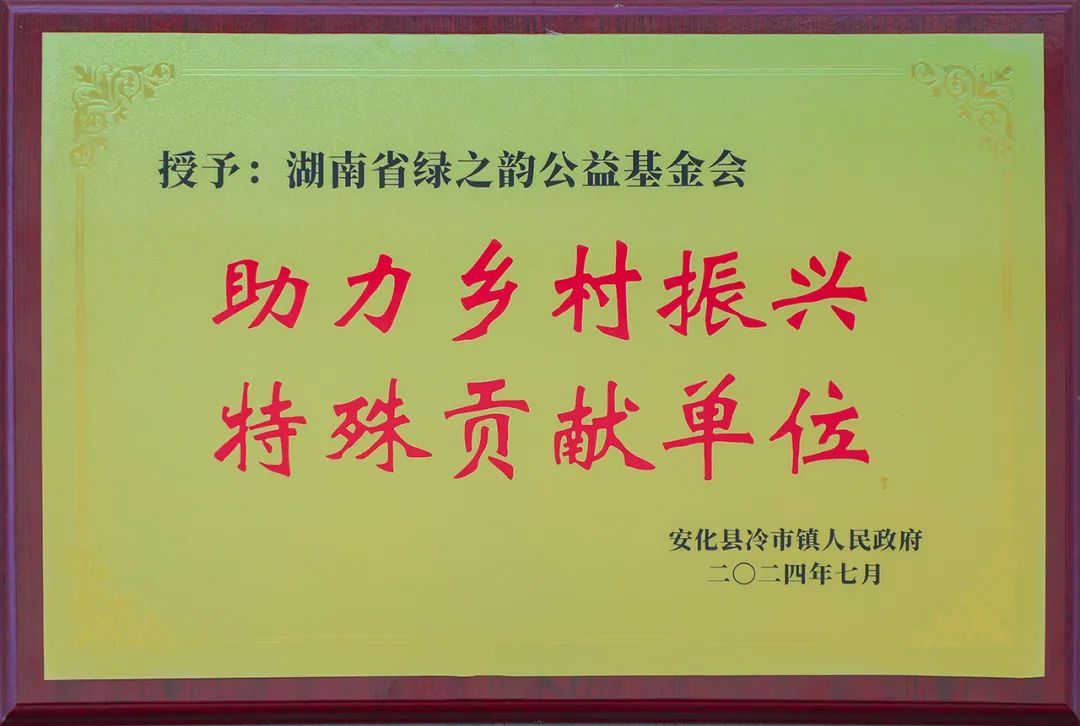 授予：湖南省绿之韵公益基金会
助力乡村振兴
特殊贡献单位
安化县冷市镇人民政府
二〇二四年七月